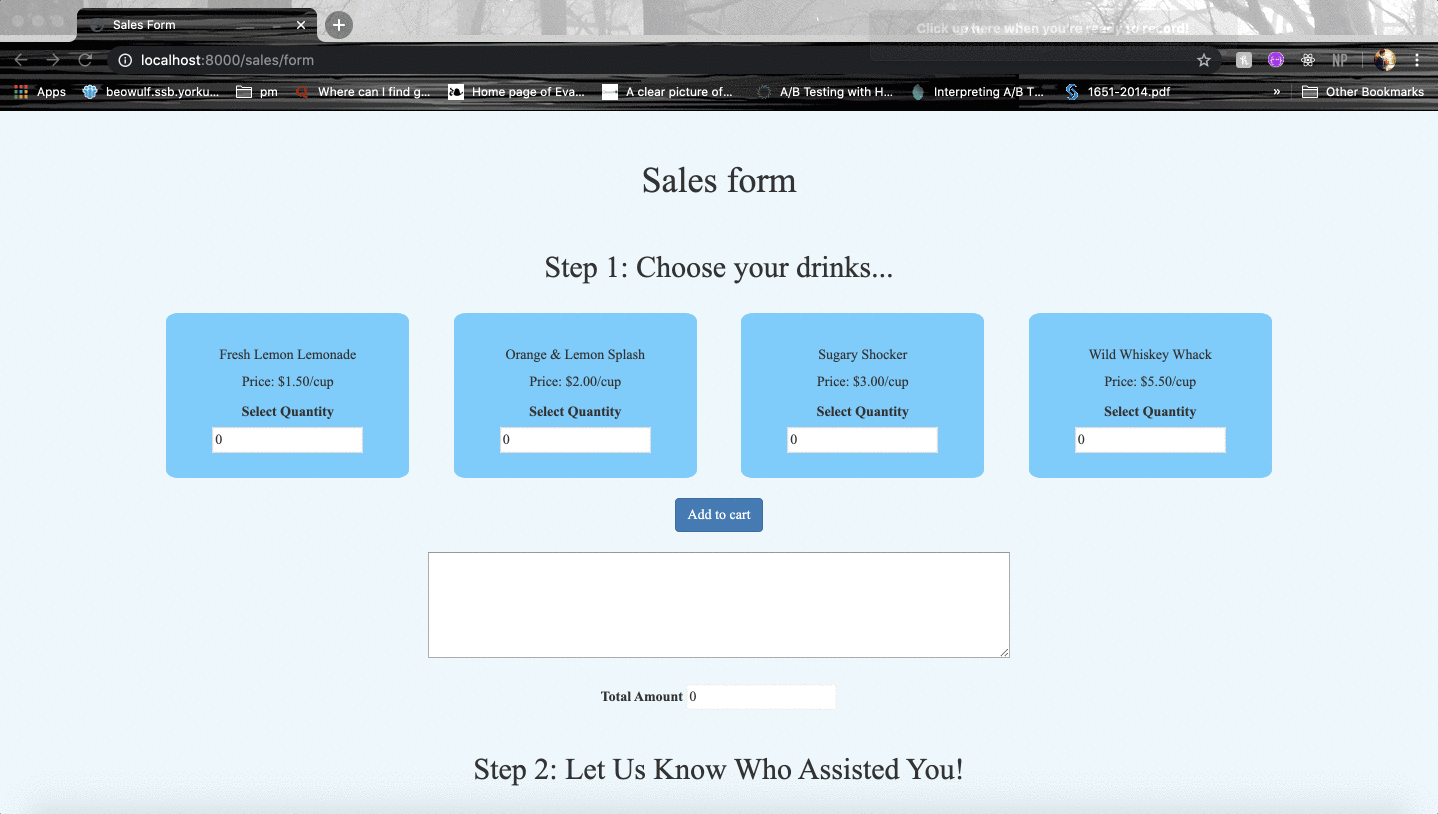 Sales Form
Click up here when you're ready to record!
localhost:8000/sales/form
NP
Apps
beowulf.ssb.yorku...
pm
Where can I find g...
Home page of Eva...
A clear picture of...
A/B Testing with H...
Interpreting A/B T...
1651-2014.pdf
»
Other Bookmarks
Sales form
Step 1: Choose your drinks...
Fresh Lemon Lemonade
Price: $1.50/cup
Select Quantity
0
Orange & Lemon Splash
Price: $2.00/cup
Select Quantity
0
Sugary Shocker
Price: $3.00/cup
Select Quantity
0
Wild Whiskey Whack
Price: $5.50/cup
Select Quantity
0
Add to cart
Total Amount 0
Step 2: Let Us Know Who Assisted You!